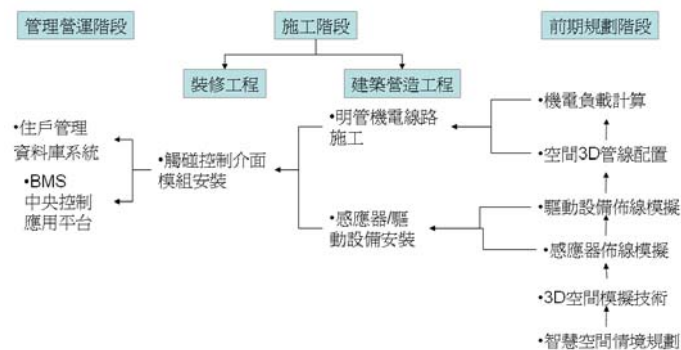 管理營運階段
施工階段
前期規劃階段
裝修工程
建築營造工程
•住戶管理
資料庫系統
•BMS
中央控制
應用平台
•觸碰控制介面
模組安裝
•明管機電線路
施工
•感應器/驅
動設備安裝
•機電負載計算
•空間3D管線配置
•驅動設備佈線模擬
•感應器佈線模擬
•3D空間模擬技術
•智慧空間情境規劃